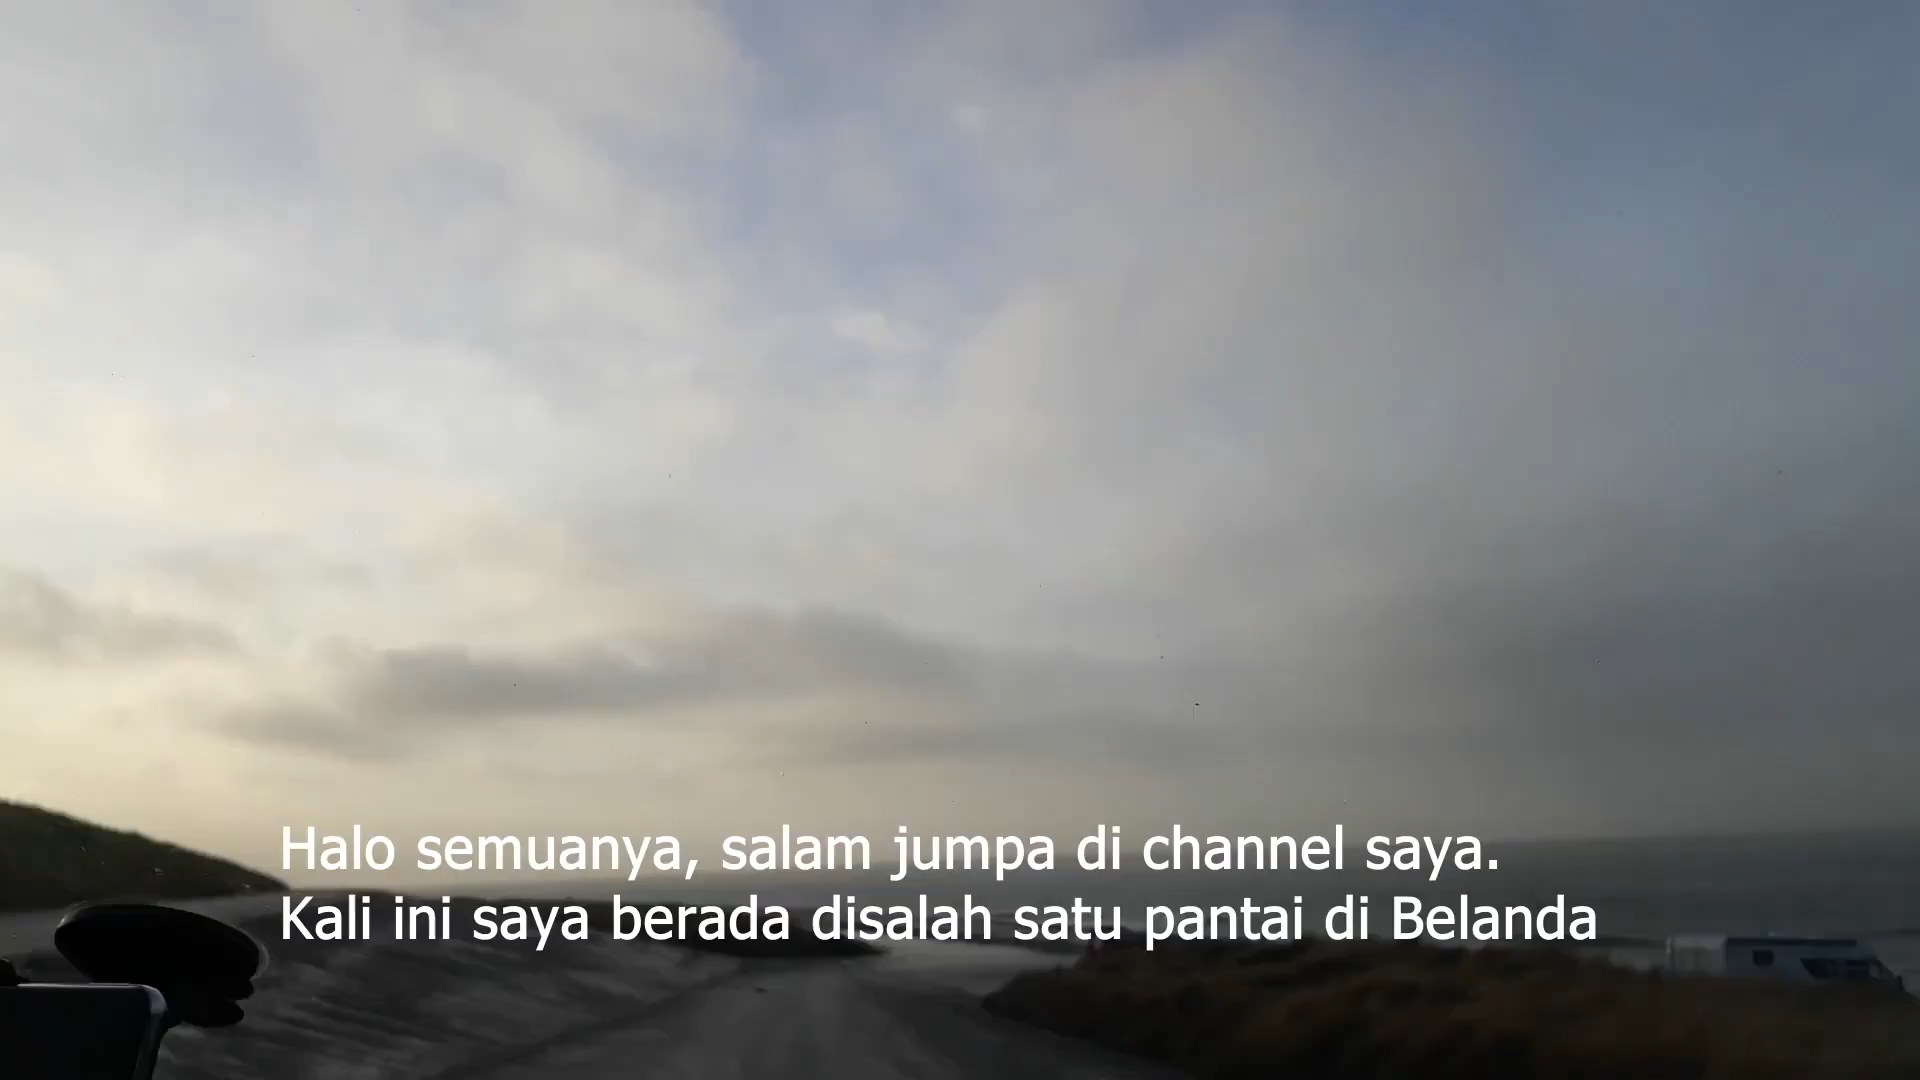 Halo semuanya, salam jumpa di channel saya.
Kali ini saya berada disalah satu pantai di Belanda